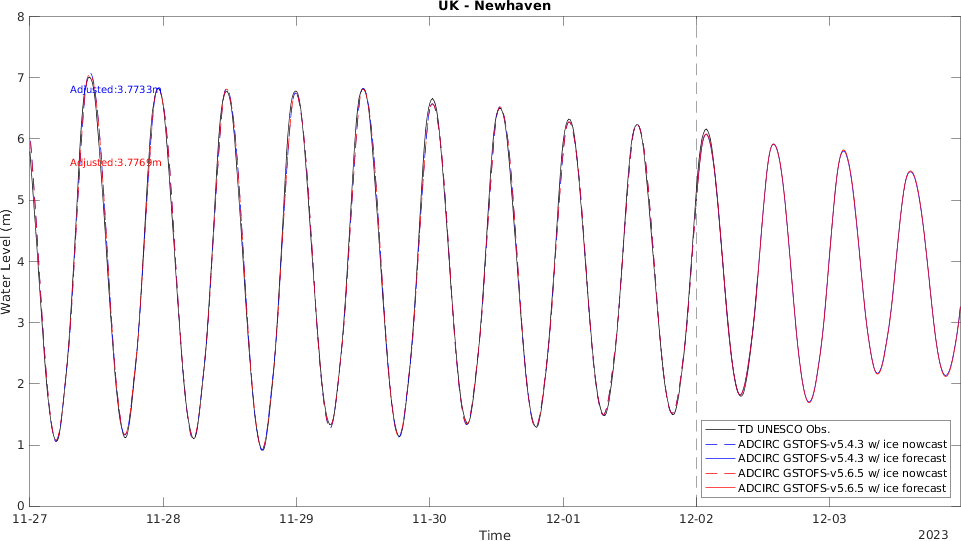 UK - Newhaven
8
7
6
5
4
3
2
1
0
Water Level (m)
Adjusted:3.7733m
Adjusted:3.7769m
TD UNESCO Obs.
ADCIRC GSTOFS-v5.4.3 w/ ice nowcast
ADCIRC GSTOFS-v5.4.3 w/ ice forecast
ADCIRC GSTOFS-v5.6.5 w/ ice nowcast
ADCIRC GSTOFS-v5.6.5 w/ ice forecast
11-27 11-28 11-29 11-30 12-01 12-02 12-03
Time
2023